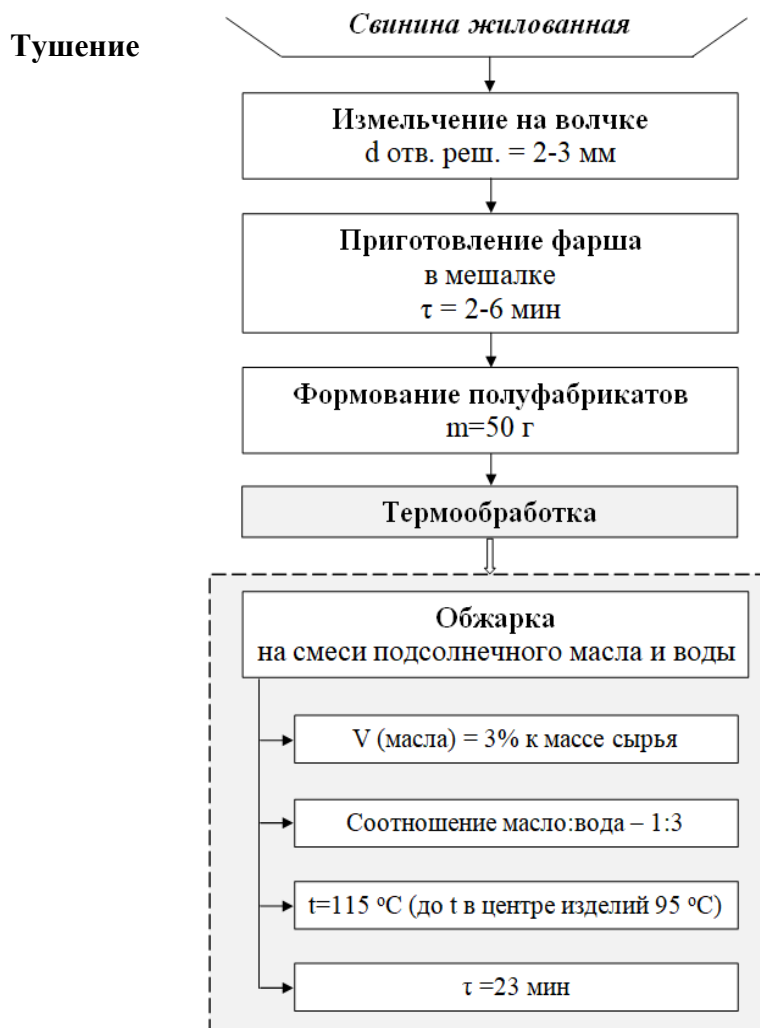 Тушение
Свинина жилованная
Измельчение на волчке
d отв. реш. = 2-3 мм
Приготовление фарша
в мешалке
τ = 2-6 мин
Формование полуфабрикатов
m=50 г
Термообработка
Обжарка
на смеси подсолнечного масла и воды
V (масла) = 3% к массе сырья
Соотношение масло:вода – 1:3
t=115 ºC (до t в центре изделий 95 ºC)
τ =23 мин